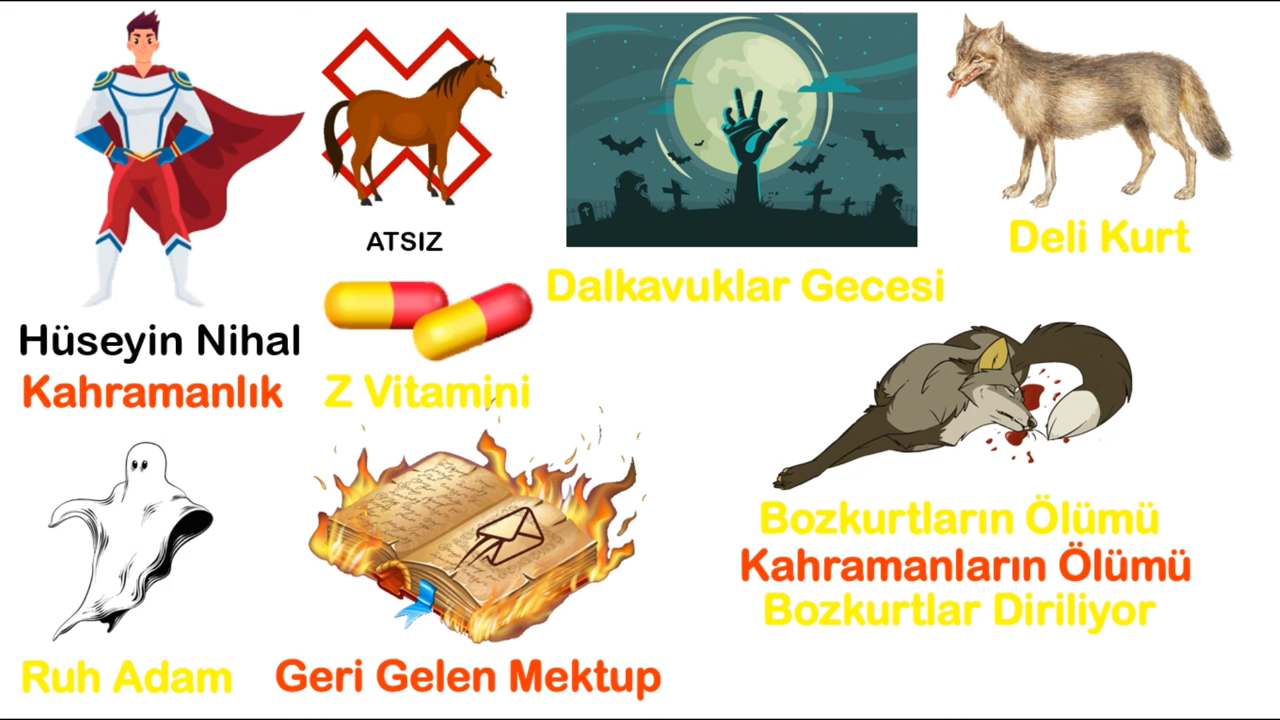 Hüseyin Nihal
Kahramanlık
ATSIZ
Z Vitamini
Dalkavuklar Gecesi
Deli Kurt
Bozkurtların Ölümü
Kahramanların Ölümü
Bozkurtlar Diriliyor
Ruh Adam
Geri Gelen Mektup